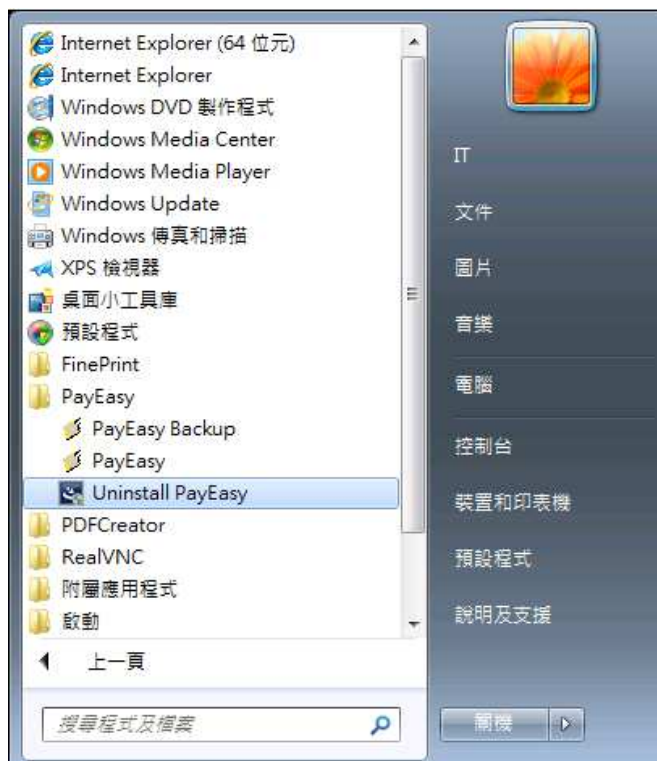 Internet Explorer (64 位元)
Internet Explorer
Windows DVD 製作程式
Windows Media Center
Windows Media Player
Windows Update
Windows 傳真和掃描
XPS 檢視器
桌面小工具庫
預設程式
FinePrint
PayEasy
PayEasy Backup
PayEasy
Uninstall PayEasy
PDFCreator
RealVNC
附屬應用程式
啟動
上一頁
搜尋程式及檔案
IT
文件
圖片
音樂
電腦
控制台
裝置和印表機
預設程式
說明及支援
關機